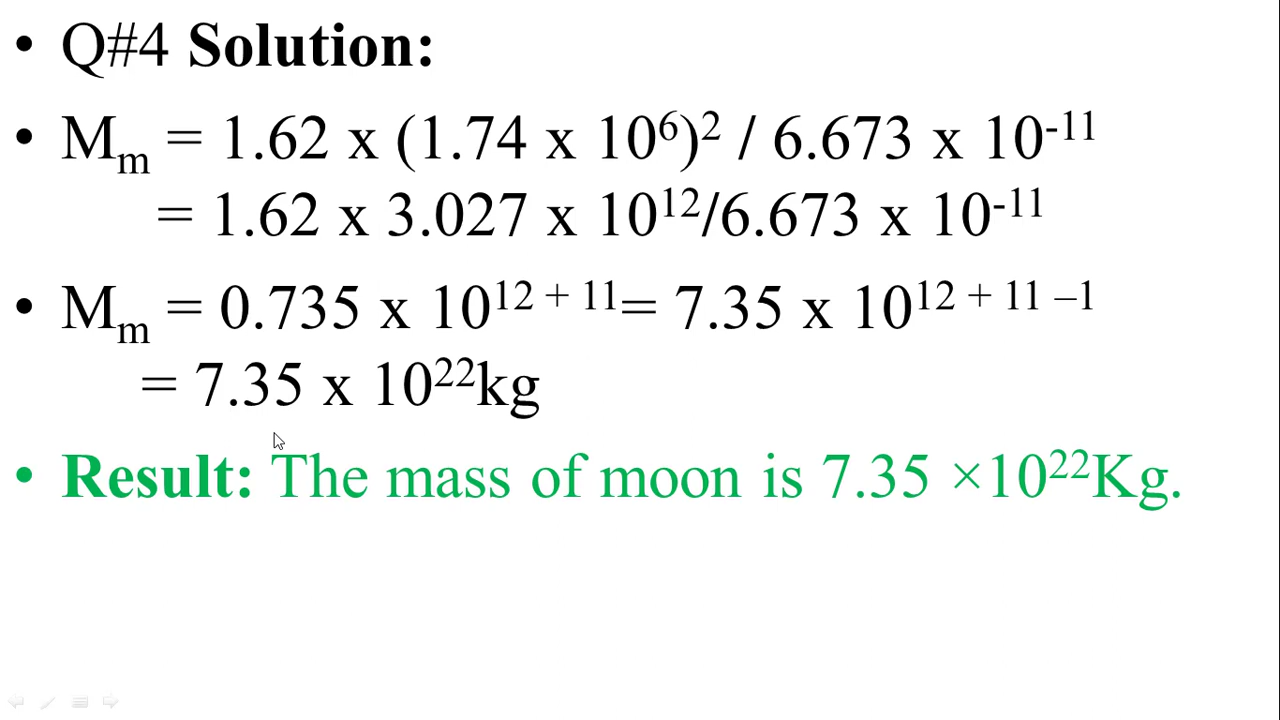 • Q#4 Solution:
• Mₘ = 1.62 x (1.74 x 10⁶)² / 6.673 x 10⁻¹¹
= 1.62 x 3.027 x 10¹²/6.673 x 10⁻¹¹
• Mₘ = 0.735 x 10¹² ⁺ ¹¹= 7.35 x 10¹² ⁺ ¹¹ ⁻¹
= 7.35 x 10²²kg
• Result: The mass of moon is 7.35 ×10²²Kg.